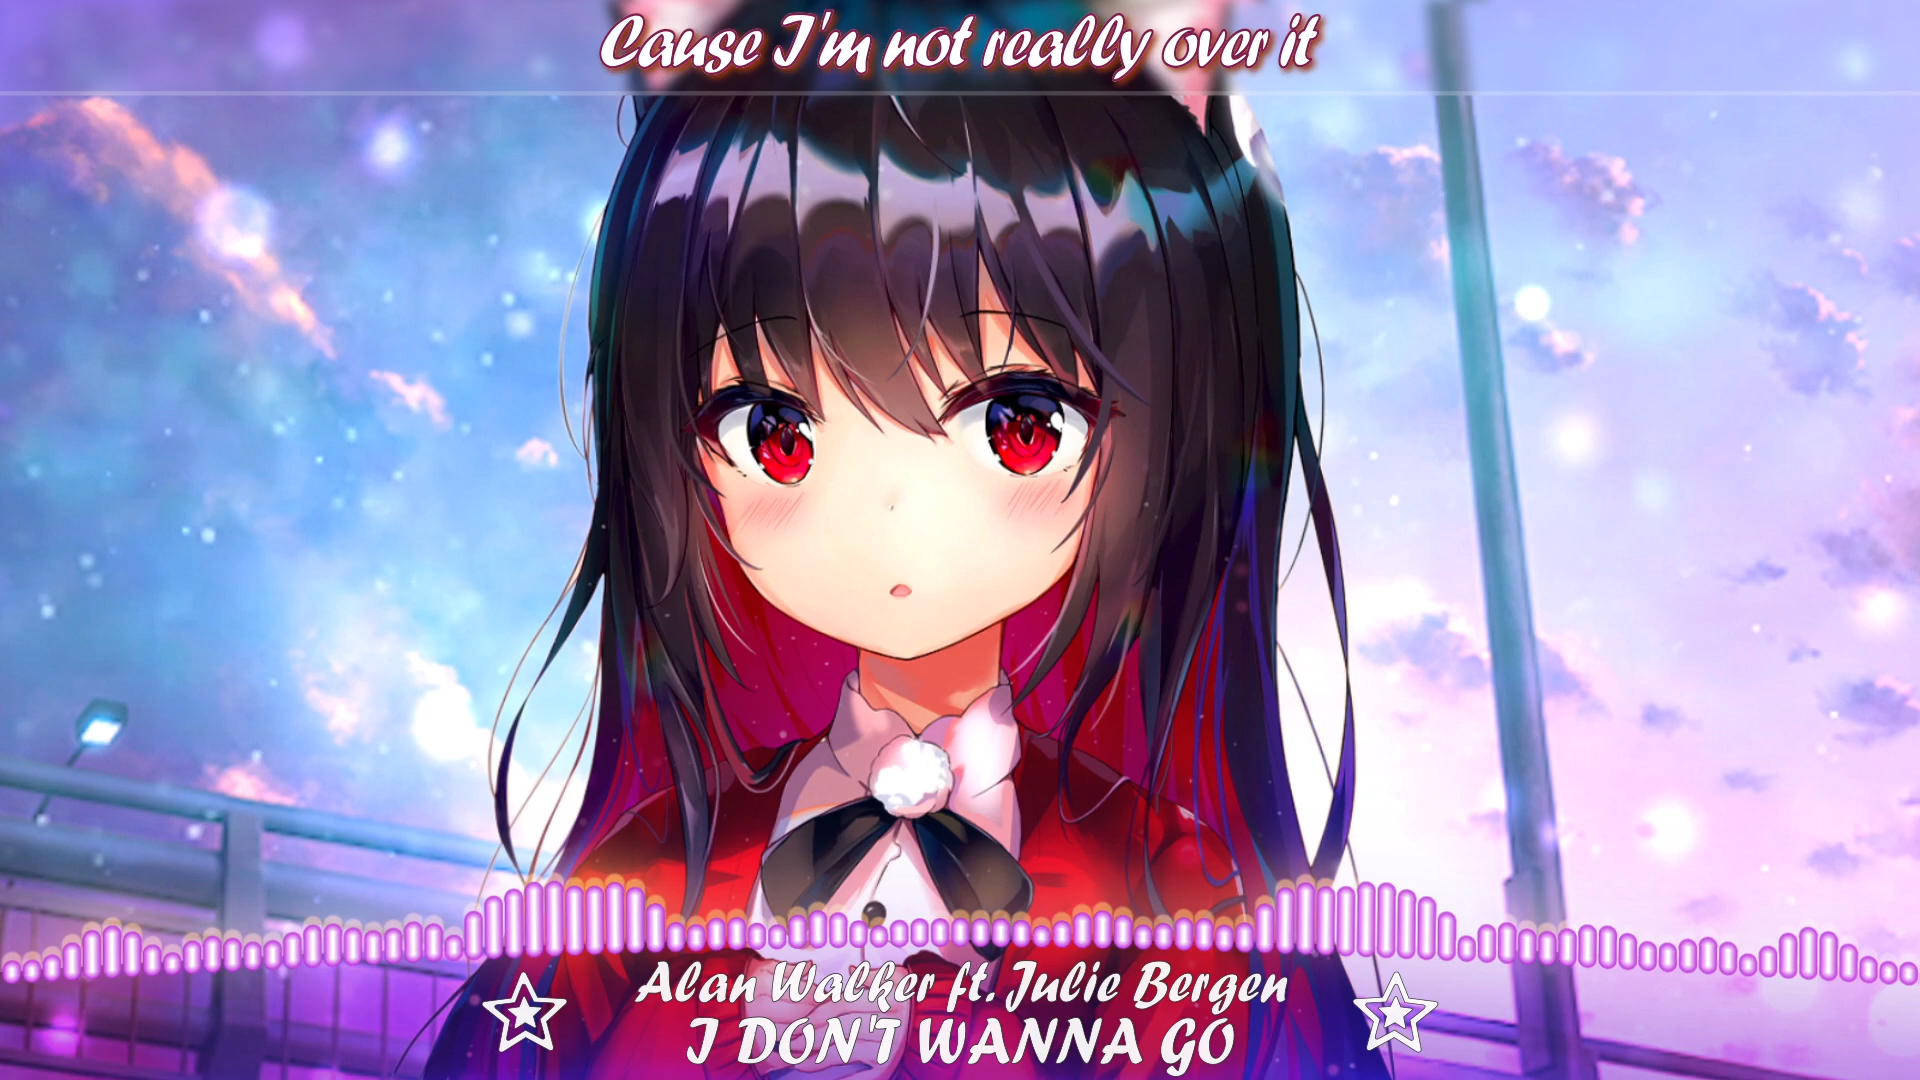 Cause I'm not really over it
Alan Walker ft. Julie Bergen
I DON'T WANNA GO